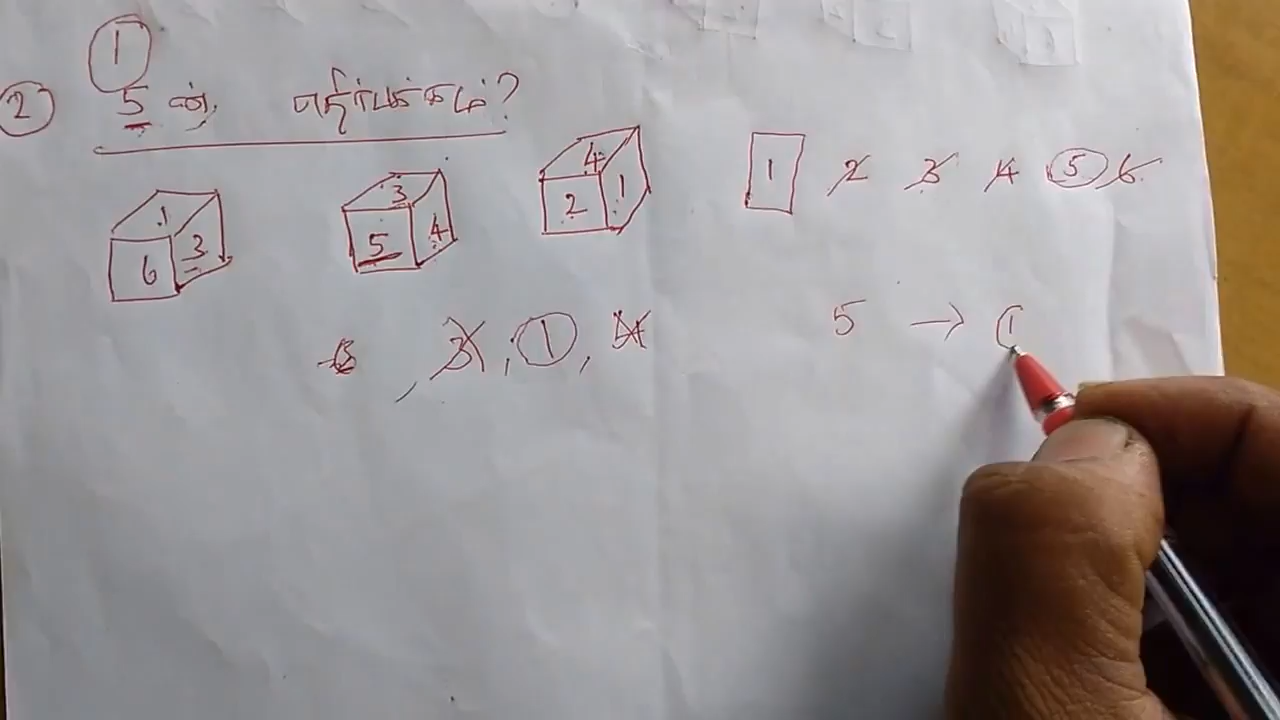 1
2 5 ன் எதிர்பக்கம்?
1 6 3
3 5 4
4 2 1
1 2 3 4 5 6
3, 1, 4
5 → 1